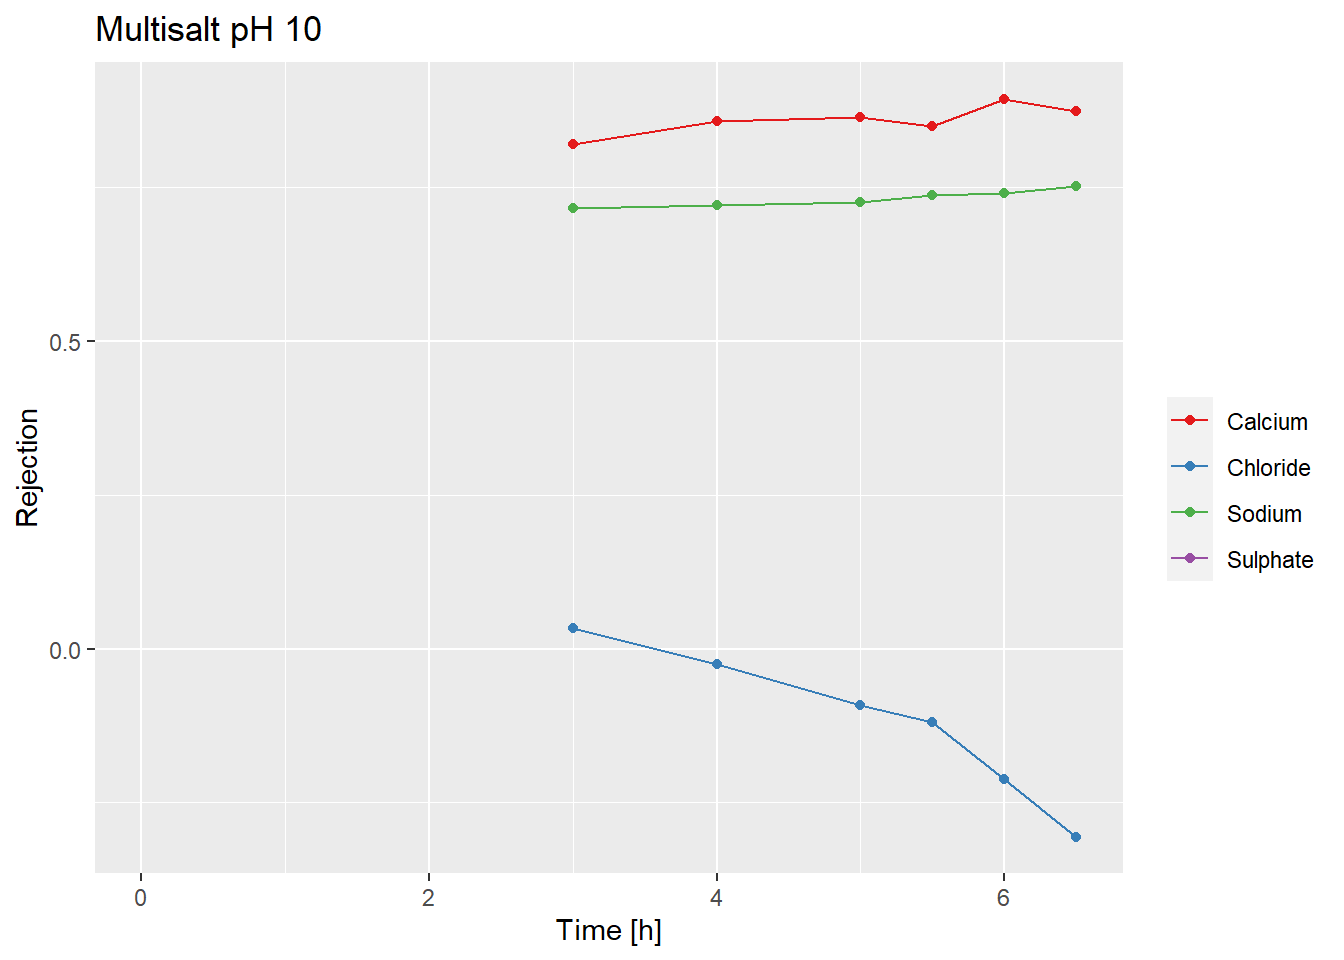 Multisalt pH 10
Rejection
0.5
0.0
0
2
4
6
Time [h]
Calcium
Chloride
Sodium
Sulphate